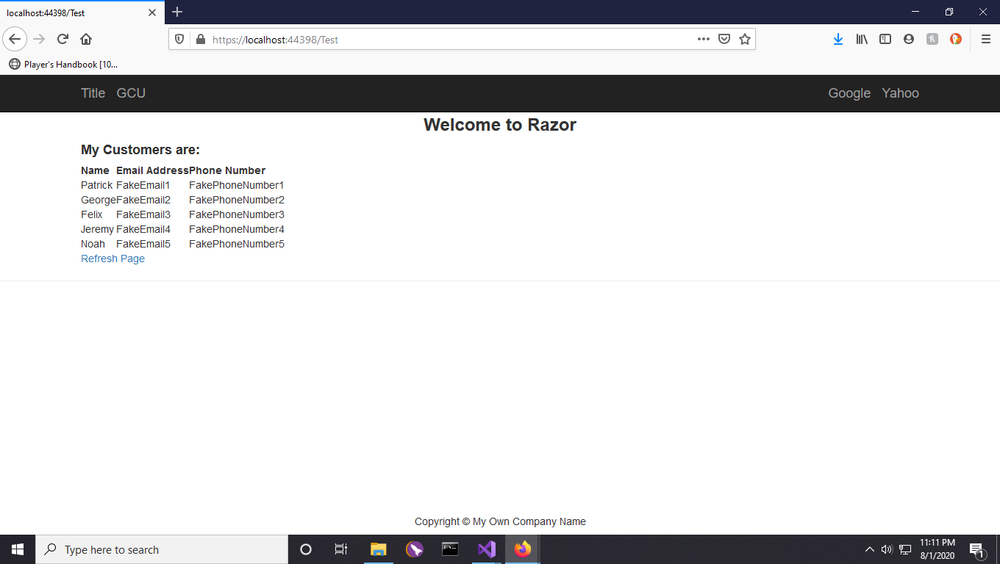 localhost:44398/Test
https://localhost:44398/Test
Player's Handbook [10...
Title GCU Google Yahoo
Welcome to Razor
My Customers are:
Name Email Address Phone Number
Patrick FakeEmail1 FakePhoneNumber1
George FakeEmail2 FakePhoneNumber2
Felix FakeEmail3 FakePhoneNumber3
Jeremy FakeEmail4 FakePhoneNumber4
Noah FakeEmail5 FakePhoneNumber5
Refresh Page
Copyright © My Own Company Name
Type here to search
11:11 PM
8/1/2020
1